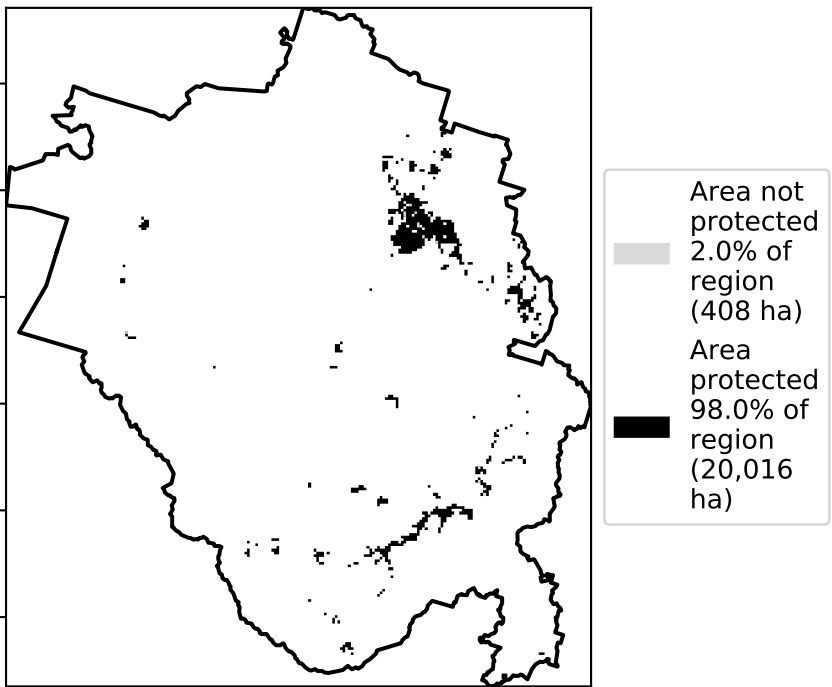 Area not
protected
2.0% of
region
(408 ha)
Area
protected
98.0% of
region
(20,016
ha)